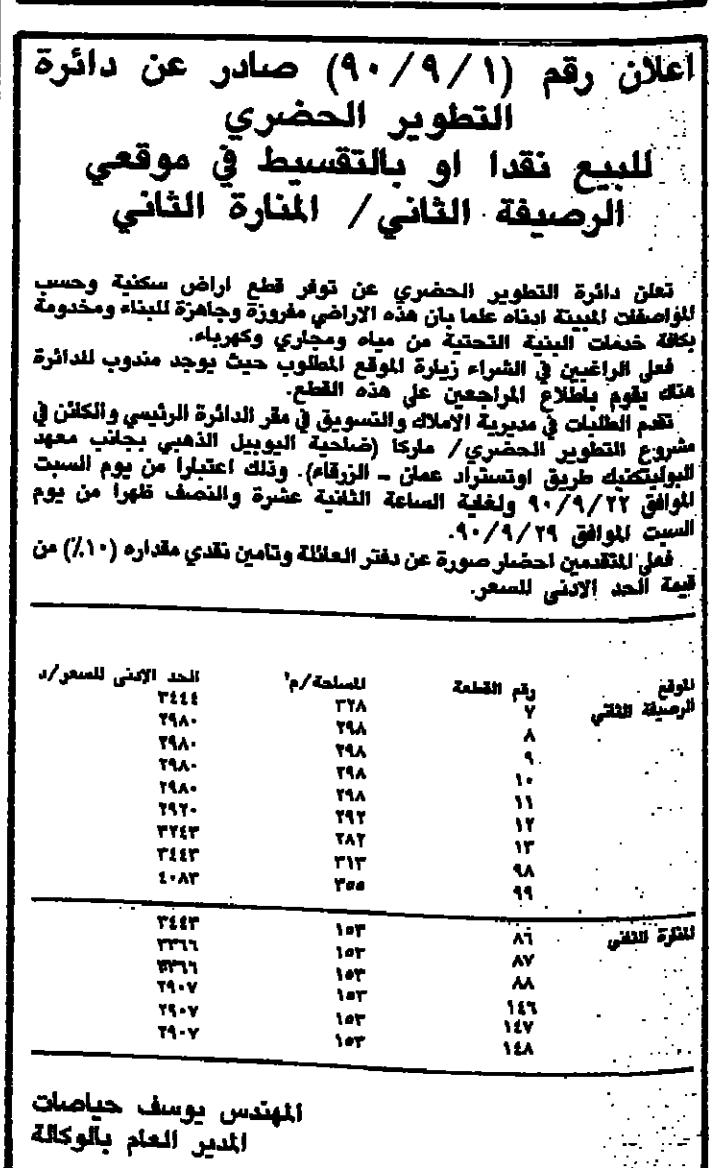 اعلان رقم (٩٠/٩/١) صادر عن دائرة
التطوير الحضري
للبيع نقدا او بالتقسيط في موقعي
الرصيفة الثاني/ المنارة الثاني
تعلن دائرة التطوير الحضري عن توفر قطع اراض سكنية وحسب
المواصفات المبينة ادناه علما بان هذه الاراضي مفروزة وجاهزة للبناء ومخدومة
بكافة خدمات البنية التحتية من مياه ومجاري وكهرباء.
فعلى الراغبين في الشراء زيارة الموقع المطلوب حيث يوجد مندوب للدائرة
هناك يقوم باطلاع المراجعين على هذه القطع.
تقدم الطلبات في مديرية الاملاك والتسويق في مقر الدائرة الرئيسي والكائن في
مشروع التطوير الحضري/ ماركا (ضاحية اليوبيل الذهبي بجانب معهد
البوليتكنيك طريق اوتستراد عمان - الزرقاء). وذلك اعتبارا من يوم السبت
الموافق ٩٠/٩/٢٢ ولغاية الساعة الثانية عشرة والنصف ظهرا من يوم
السبت الموافق ٩٠/٩/٢٩.
فعلى المتقدمين احضار صورة عن دفتر العائلة وتامين نقدي مقداره (١٠٪) من
قيمة الحد الادنى للسعر.
الموقع رقم القطعة المساحة/م٢ الحد الادنى للسعر/د
الرصيفة الثاني ٧ ٣٢٨ ٣٤٤٤
٨ ٢٩٨ ٢٩٨٠
٩ ٢٩٨ ٢٩٨٠
١٠ ٢٩٨ ٢٩٨٠
١١ ٢٩٨ ٢٩٨٠
١٢ ٢٩٢ ٢٩٢٠
١٣ ٢٨٢ ٣٢٤٣
٩٨ ٣١٣ ٣٤٤٣
٩٩ ٣٥٥ ٤٠٨٣
المنارة الثاني ٨٦ ١٥٣ ٣٤٤٣
٨٧ ١٥٣ ٣٣٦٦
٨٨ ١٥٣ ٣٣٦٦
١٤٦ ١٥٣ ٢٩٠٧
١٤٧ ١٥٣ ٢٩٠٧
١٤٨ ١٥٣ ٢٩٠٧
المهندس يوسف حياصات
المدير العام بالوكالة